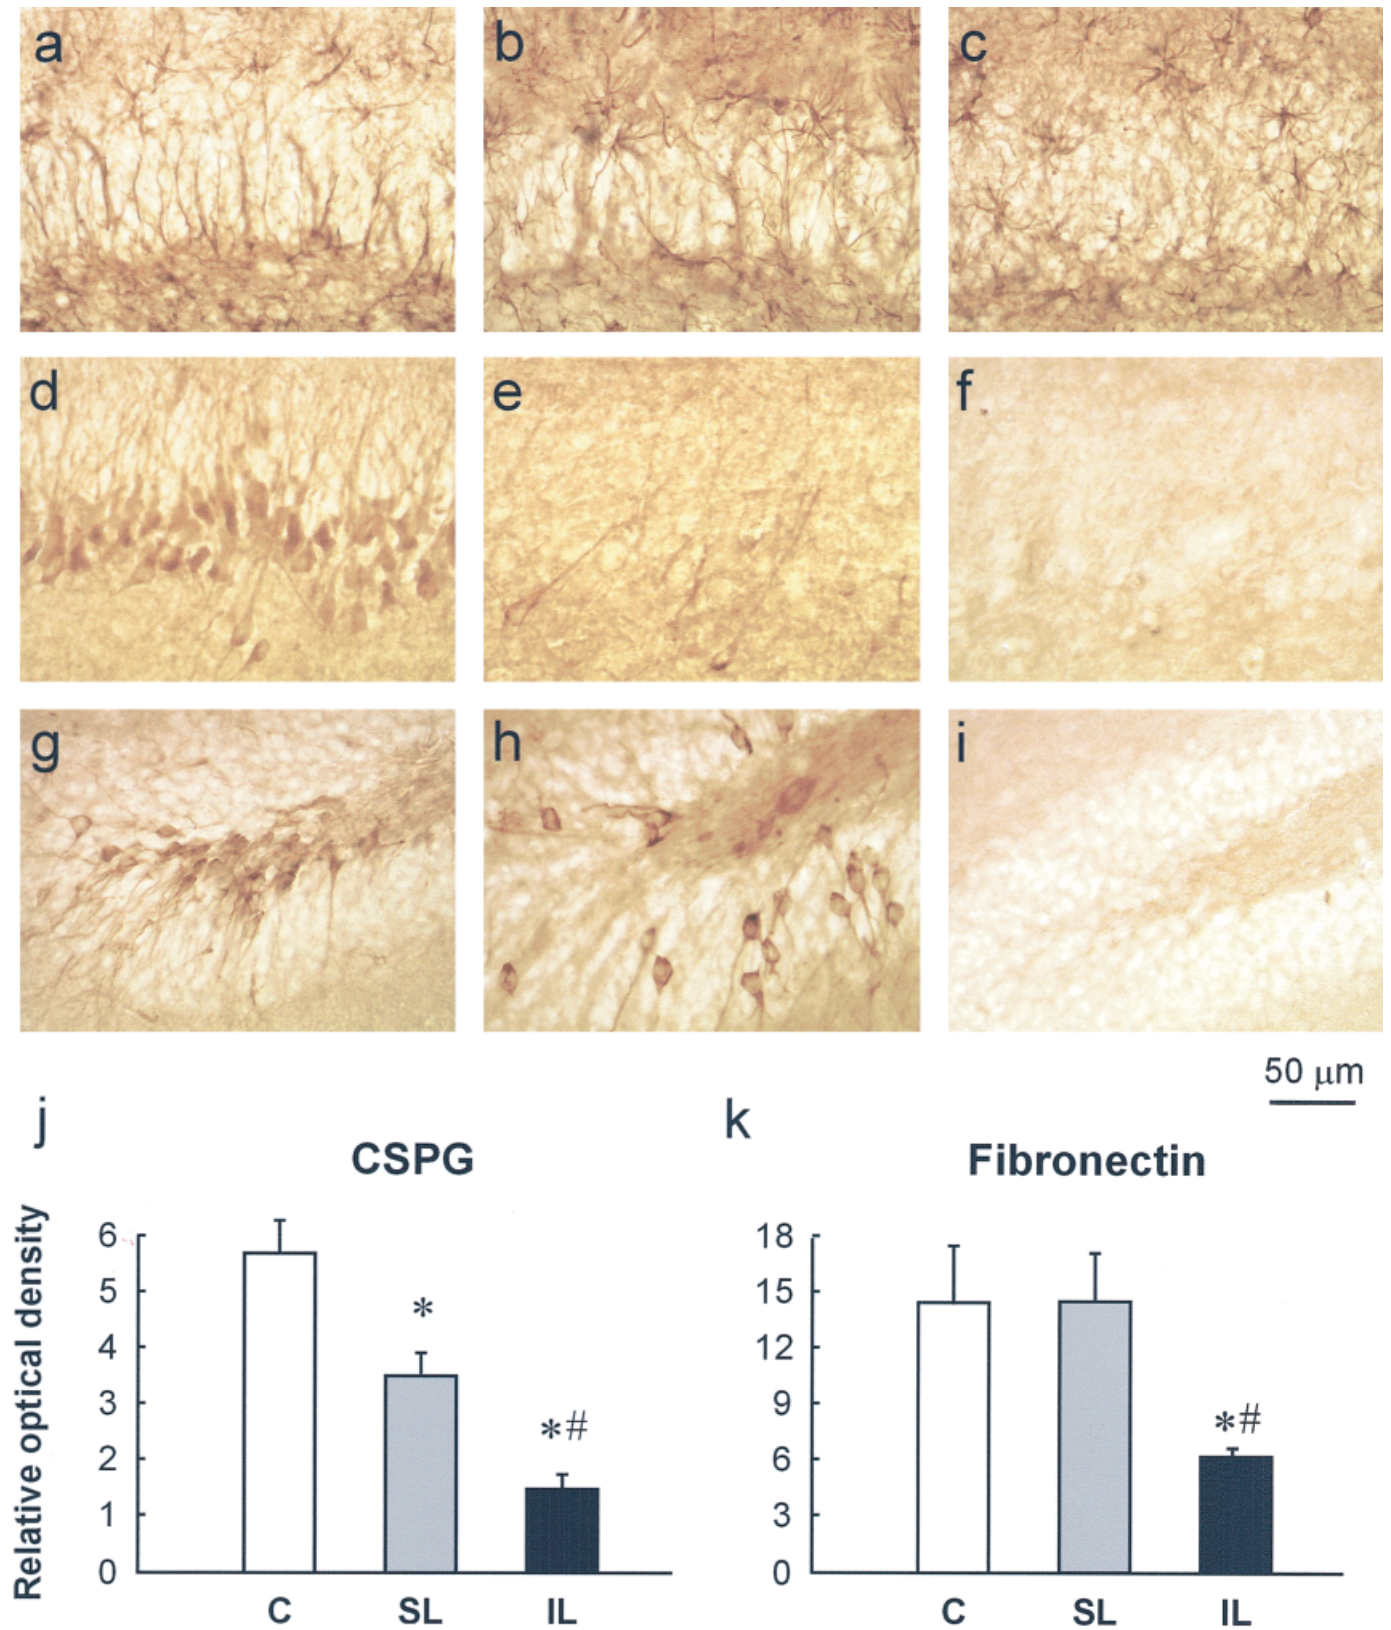 a b c
d e f
g h i
50 μm
j k
CSPG Fibronectin
Relative optical density
6 18
5 15
4 12
* 
3 9
*# *#
2 6
1 3
0 0
C SL IL C SL IL